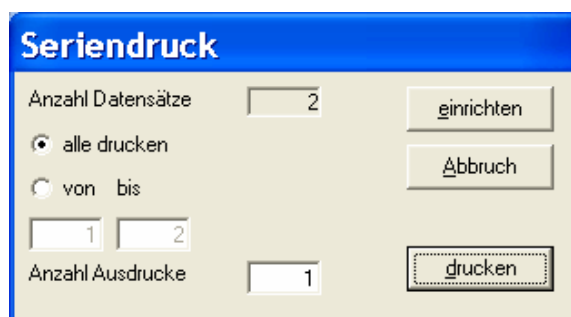 Seriendruck
Anzahl Datensätze 2 einrichten
alle drucken
Abbruch
von bis
1 2
Anzahl Ausdrucke 1 drucken